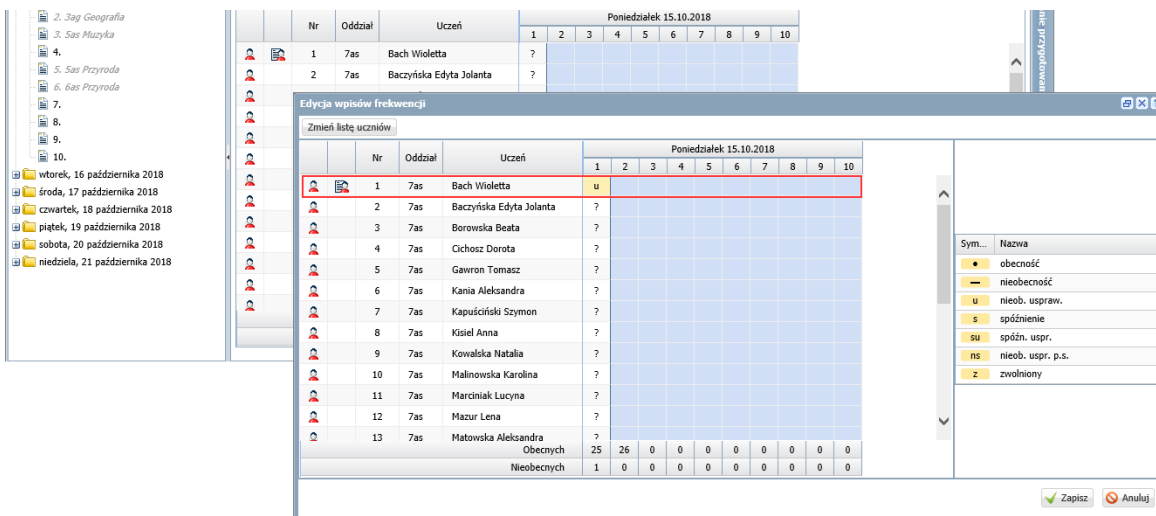 2. 3ag Geografia
3. 5as Muzyka
4.
5. 5as Przyroda
6. 6as Przyroda
7.
8.
9.
10.
wtorek, 16 października 2018
środa, 17 października 2018
czwartek, 18 października 2018
piątek, 19 października 2018
sobota, 20 października 2018
niedziela, 21 października 2018
Nr Oddział Uczeń Poniedziałek 15.10.2018
1 2 3 4 5 6 7 8 9 10
1 7as Bach Wioletta ?
2 7as Baczyńska Edyta Jolanta ?
Edycja wpisów frekwencji
Zmień listę uczniów
Nr Oddział Uczeń Poniedziałek 15.10.2018
1 2 3 4 5 6 7 8 9 10
1 7as Bach Wioletta u
2 7as Baczyńska Edyta Jolanta ?
3 7as Borowska Beata ?
4 7as Cichosz Dorota ?
5 7as Gawron Tomasz ?
6 7as Kania Aleksandra ?
7 7as Kapuściński Szymon ?
8 7as Kisiel Anna ?
9 7as Kowalska Natalia ?
10 7as Malinowska Karolina ?
11 7as Marciniak Lucyna ?
12 7as Mazur Lena ?
13 7as Matowska Aleksandra ?
Obecnych 25 26 0 0 0 0 0 0 0 0
Nieobecnych 1 0 0 0 0 0 0 0 0 0
Sym... Nazwa
• obecność
— nieobecność
u nieob. uspraw.
s spóźnienie
su spóźn. uspr.
ns nieob. uspr. p.s.
z zwolniony
Zapisz Anuluj